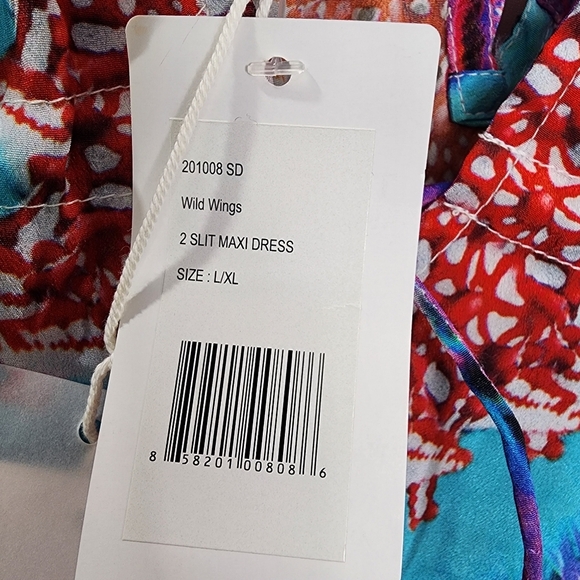 201008 SD
Wild Wings
2 SLIT MAXI DRESS
SIZE : L/XL
8 58201 00808 6